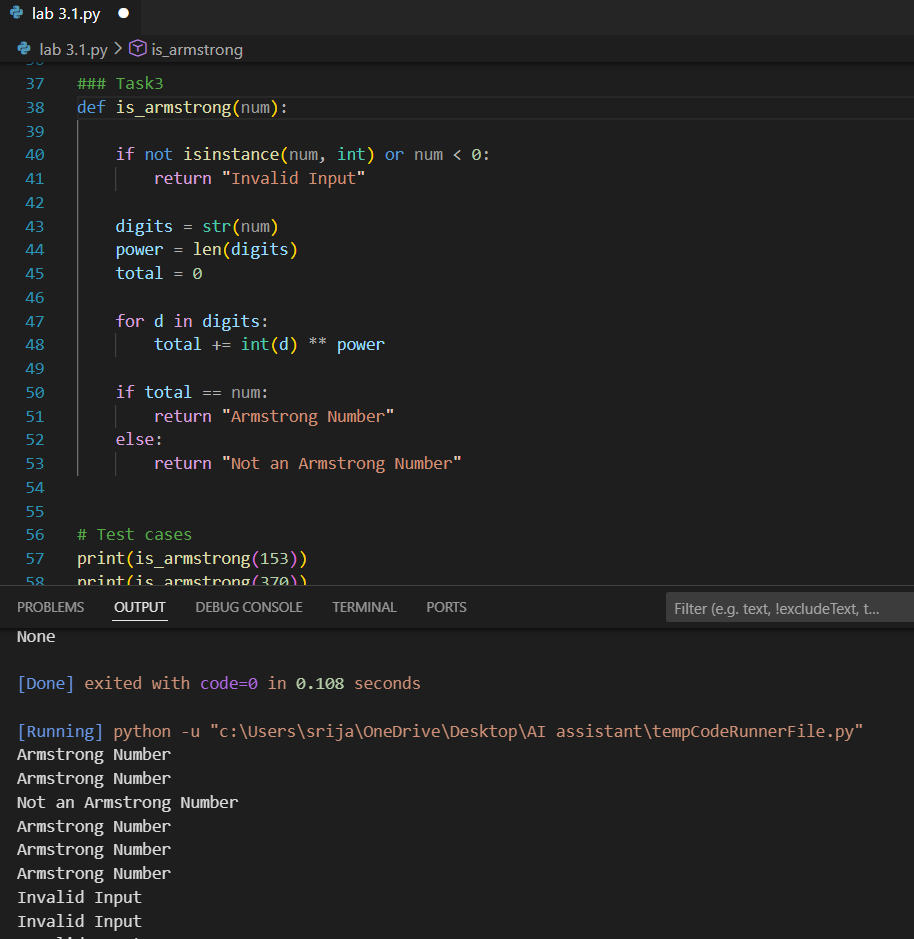 lab 3.1.py
lab 3.1.py > is_armstrong
37 ### Task3
38 def is_armstrong(num):
39
40     if not isinstance(num, int) or num < 0:
41         return "Invalid Input"
42
43     digits = str(num)
44     power = len(digits)
45     total = 0
46
47     for d in digits:
48         total += int(d) ** power
49
50     if total == num:
51         return "Armstrong Number"
52     else:
53         return "Not an Armstrong Number"
54
55
56 # Test cases
57 print(is_armstrong(153))
58 print(is_armstrong(370))
PROBLEMS OUTPUT DEBUG CONSOLE TERMINAL PORTS Filter (e.g. text, !excludeText, t...
None
[Done] exited with code=0 in 0.108 seconds
[Running] python -u "c:\Users\srija\OneDrive\Desktop\AI assistant\tempCodeRunnerFile.py"
Armstrong Number
Armstrong Number
Not an Armstrong Number
Armstrong Number
Armstrong Number
Armstrong Number
Invalid Input
Invalid Input